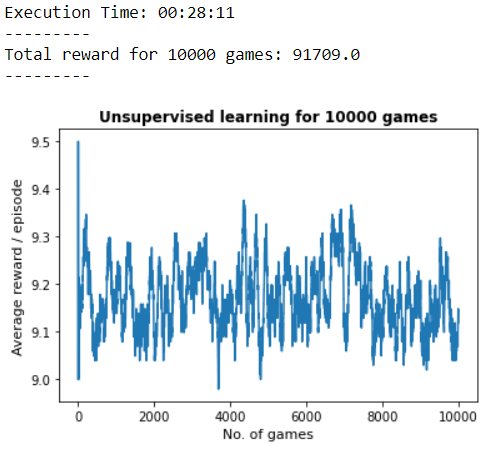 Execution Time: 00:28:11
---------
Total reward for 10000 games: 91709.0
---------
Unsupervised learning for 10000 games
Average reward / episode
9.5
9.4
9.3
9.2
9.1
9.0
0 2000 4000 6000 8000 10000
No. of games